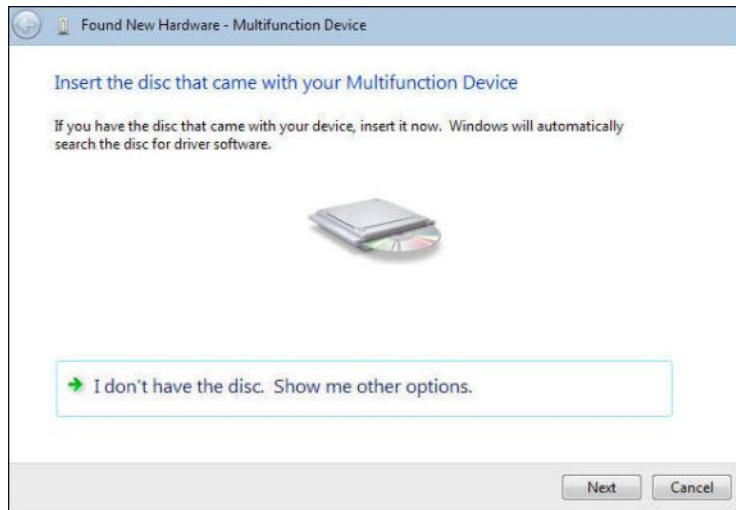 Found New Hardware - Multifunction Device
Insert the disc that came with your Multifunction Device
If you have the disc that came with your device, insert it now.  Windows will automatically
search the disc for driver software.
I don't have the disc.  Show me other options.
Next
Cancel